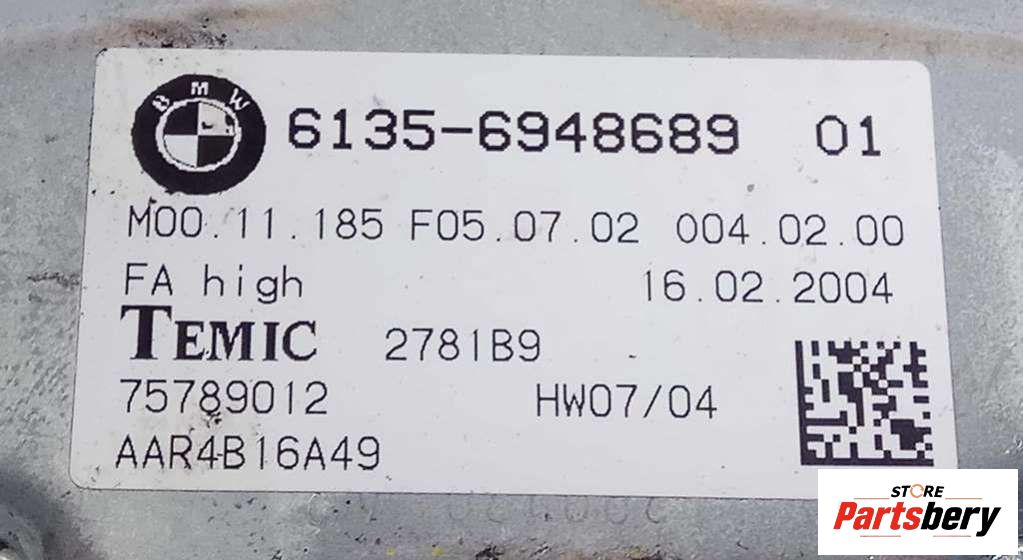 BMW 6135-6948689 01
M00.11.185 F05.07.02 004.02.00
FA high 16.02.2004
TEMIC 2781B9
75789012 HW07/04
AAR4B16A49
STORE
Partsbery